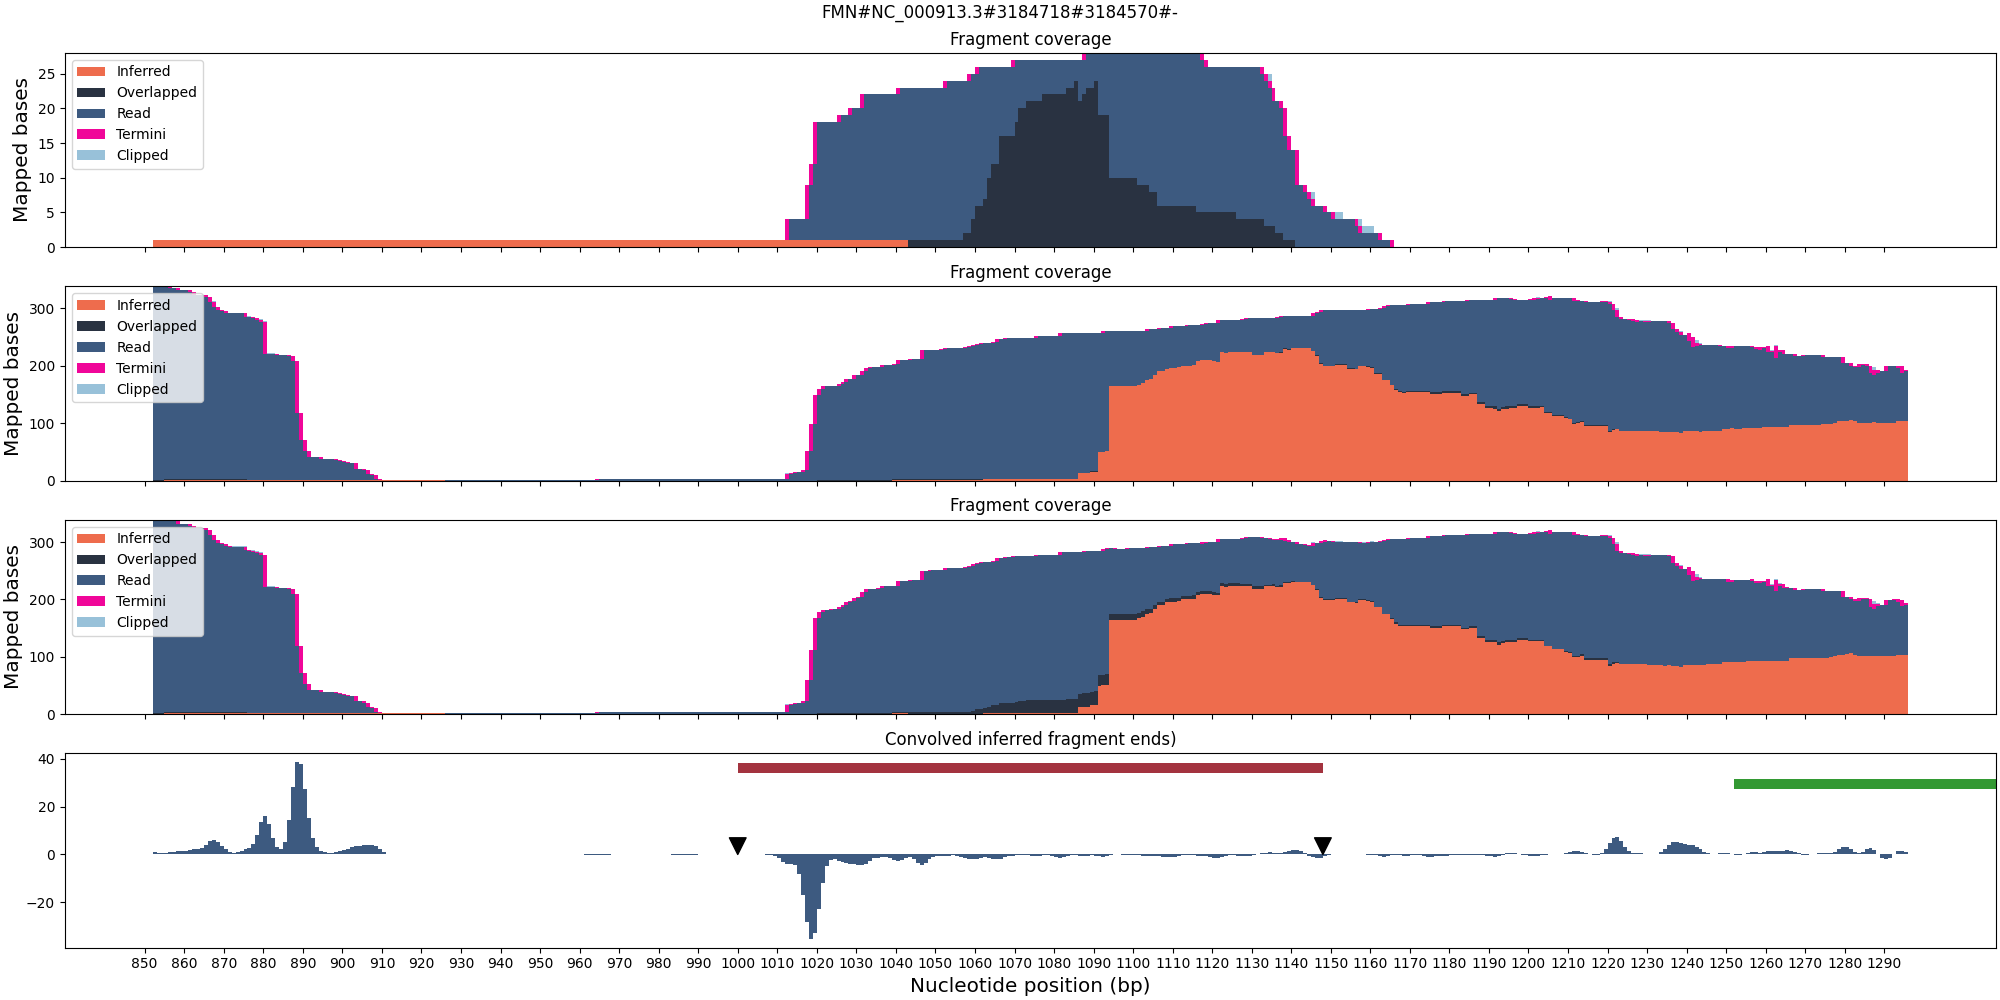 FMN#NC_000913.3#3184718#3184570#-
Fragment coverage
Mapped bases
25
20
15
10
5
0
Inferred
Overlapped
Read
Termini
Clipped
Fragment coverage
Mapped bases
300
200
100
0
Inferred
Overlapped
Read
Termini
Clipped
Fragment coverage
Mapped bases
300
200
100
0
Inferred
Overlapped
Read
Termini
Clipped
Convolved inferred fragment ends)
40
20
0
−20
850 860 870 880 890 900 910 920 930 940 950 960 970 980 990 1000 1010 1020 1030 1040 1050 1060 1070 1080 1090 1100 1110 1120 1130 1140 1150 1160 1170 1180 1190 1200 1210 1220 1230 1240 1250 1260 1270 1280 1290
Nucleotide position (bp)